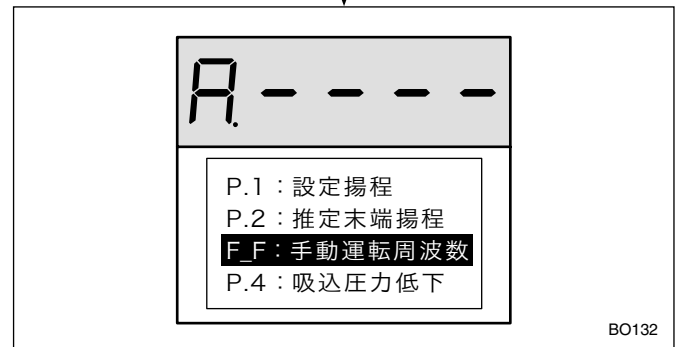 A.----
P.1：設定揚程
P.2：推定末端揚程
F_F：手動運転周波数
P.4：吸込圧力低下
BO132